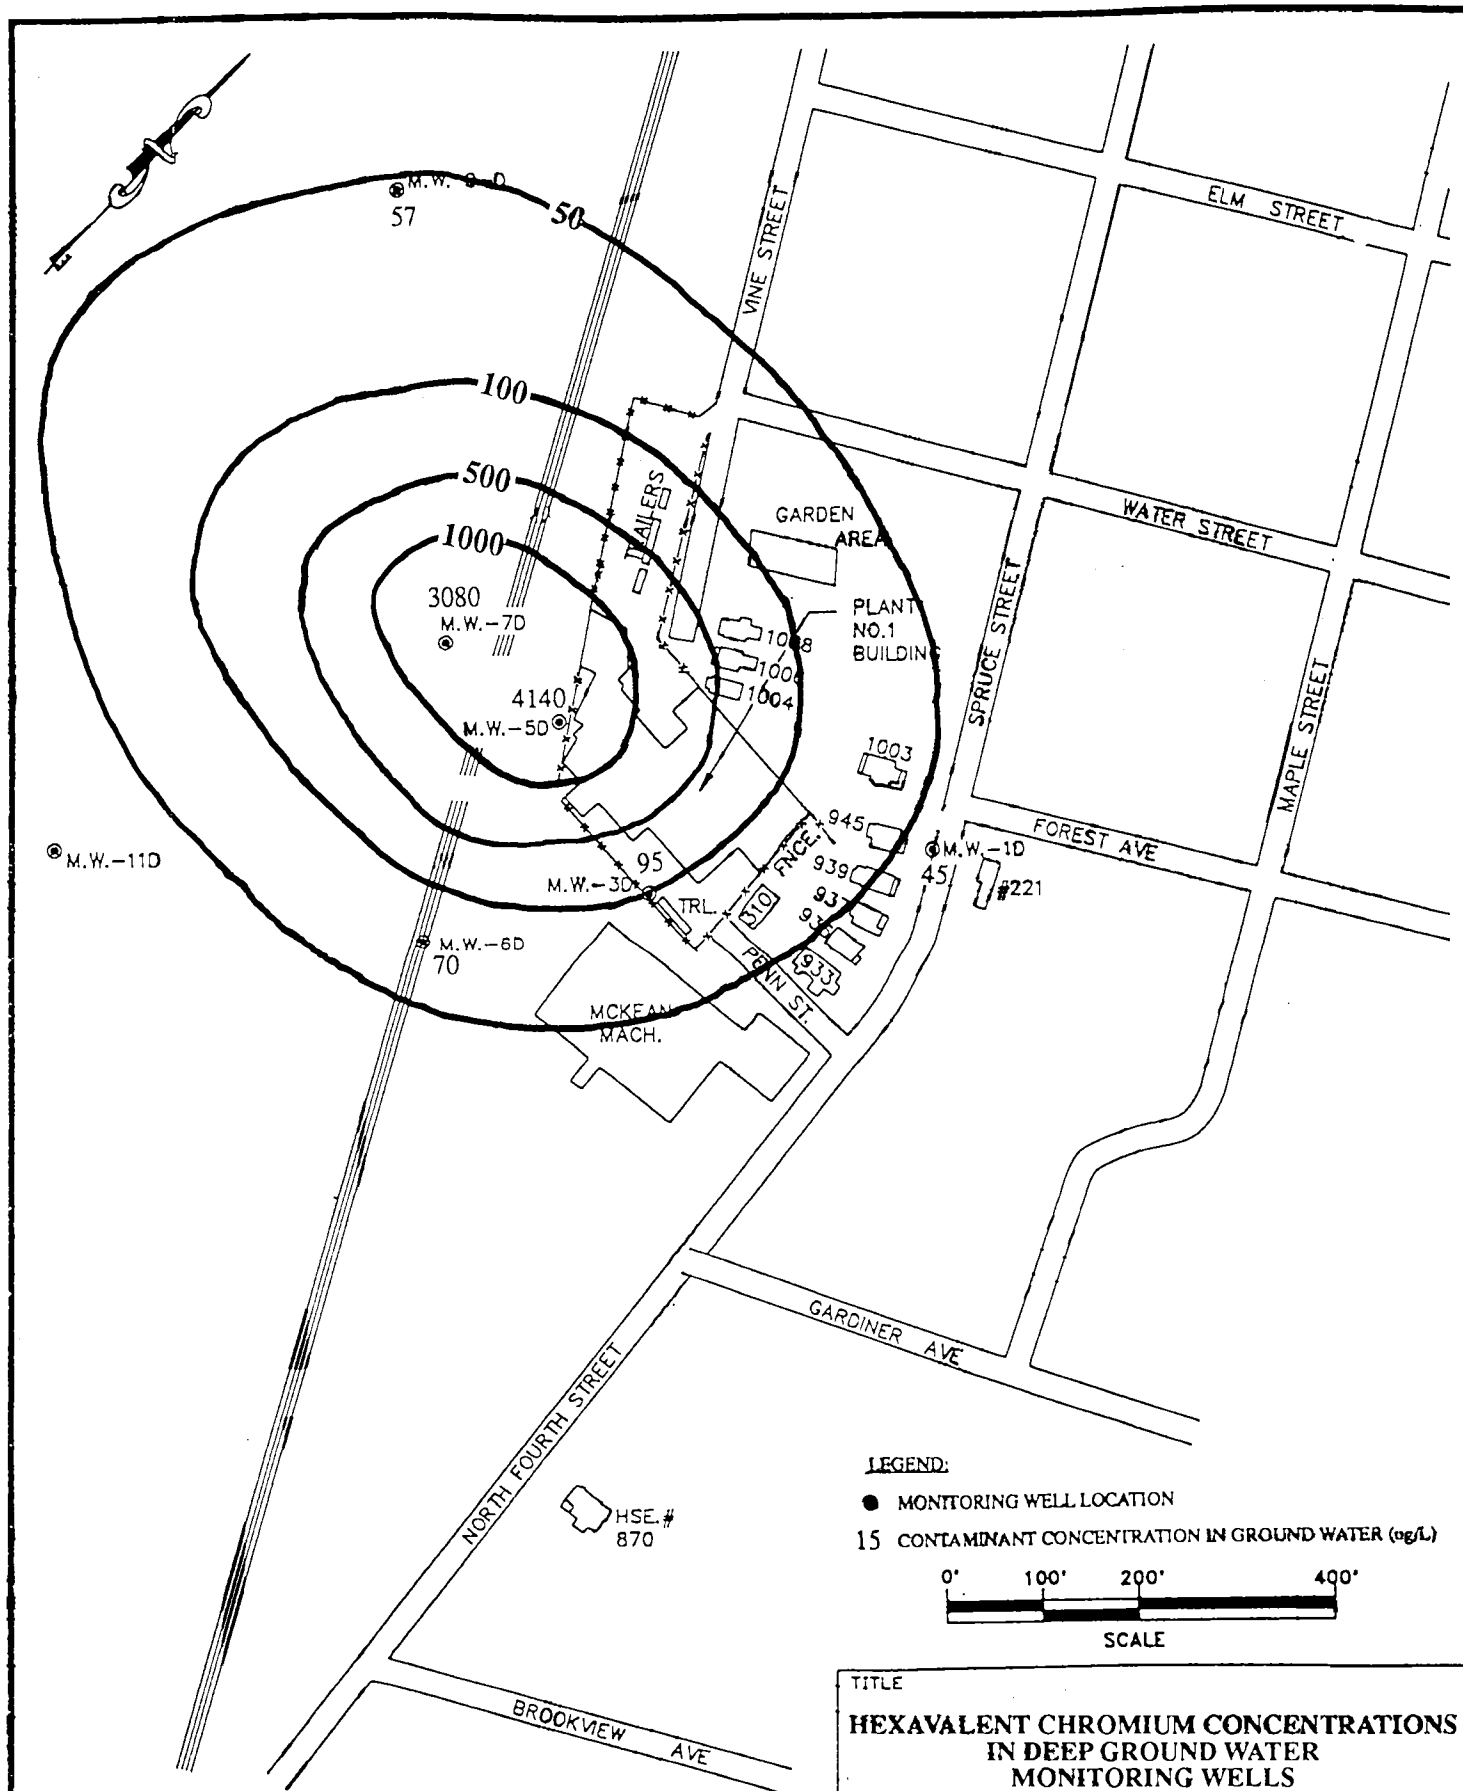 M.W.-9-D
57
50
ELM STREET
VINE STREET
100
500
TRAILERS
GARDEN
AREA
WATER STREET
1000
3080
M.W.-7D
PLANT
NO.1
BUILDING
1008
1006
1004
SPRUCE STREET
4140
M.W.-5D
MAPLE STREET
1003
945
FOREST AVE
M.W.-11D
95
M.W.-3D
FNCE.
939
M.W.-1D
45
#221
TRL.
310
937
M.W.-6D
70
933
PENN ST.
MCKEAN
MACH.
GARDINER AVE
NORTH FOURTH STREET
HSE.#
870
LEGEND:
MONITORING WELL LOCATION
15 CONTAMINANT CONCENTRATION IN GROUND WATER (ug/L)
0' 100' 200' 400'
SCALE
BROOKVIEW AVE
TITLE
HEXAVALENT CHROMIUM CONCENTRATIONS
IN DEEP GROUND WATER
MONITORING WELLS